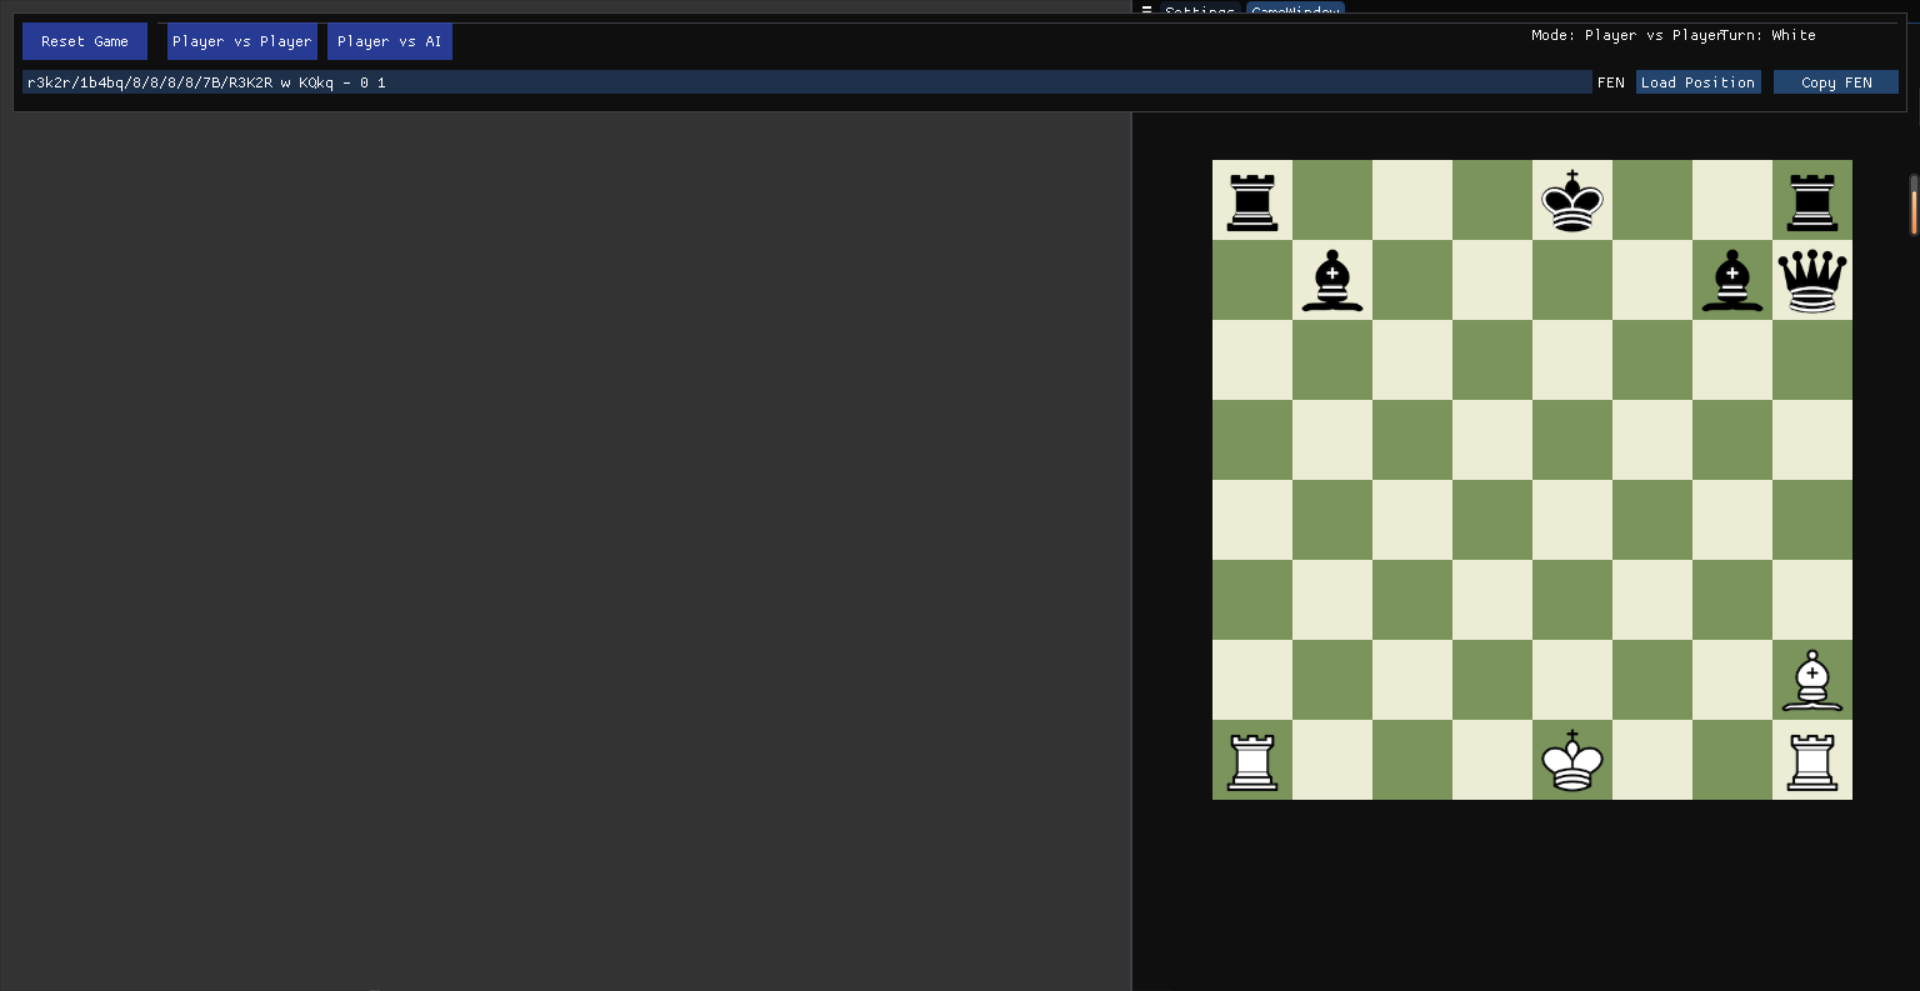 Settings GameWindow
Reset Game Player vs Player Player vs AI Mode: Player vs PlayerTurn: White
r3k2r/1b4bq/8/8/8/8/7B/R3K2R w KQkq - 0 1 FEN Load Position Copy FEN